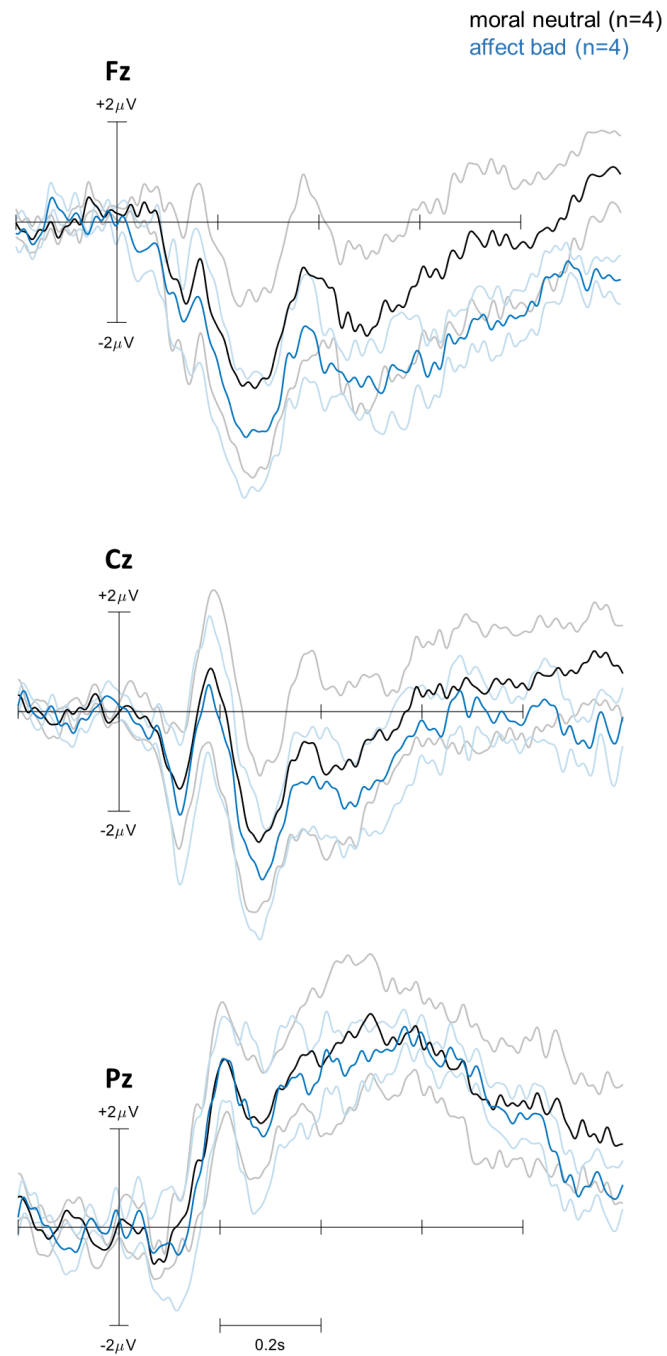 moral neutral (n=4)
affect bad (n=4)
Fz
+2μV
-2μV
Cz
+2μV
-2μV
Pz
+2μV
-2μV
0.2s